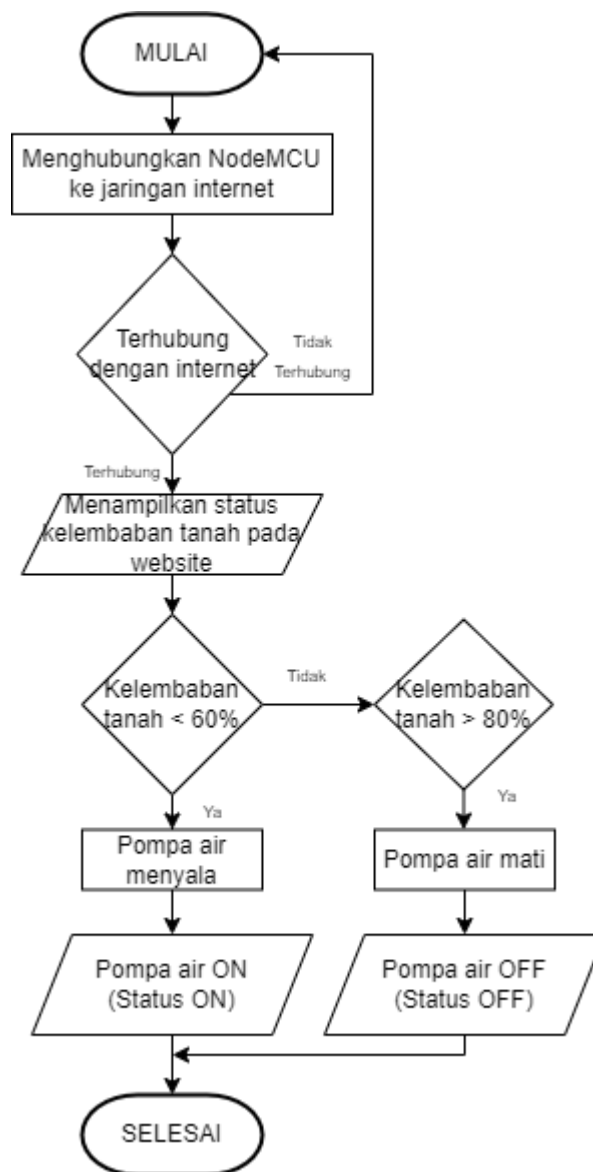 MULAI
Menghubungkan NodeMCU
ke jaringan internet
Terhubung
dengan internet
Tidak
Terhubung
Terhubung
Menampilkan status
kelembaban tanah pada
website
Kelembaban
tanah < 60%
Tidak
Kelembaban
tanah > 80%
Ya
Ya
Pompa air
menyala
Pompa air mati
Pompa air ON
(Status ON)
Pompa air OFF
(Status OFF)
SELESAI